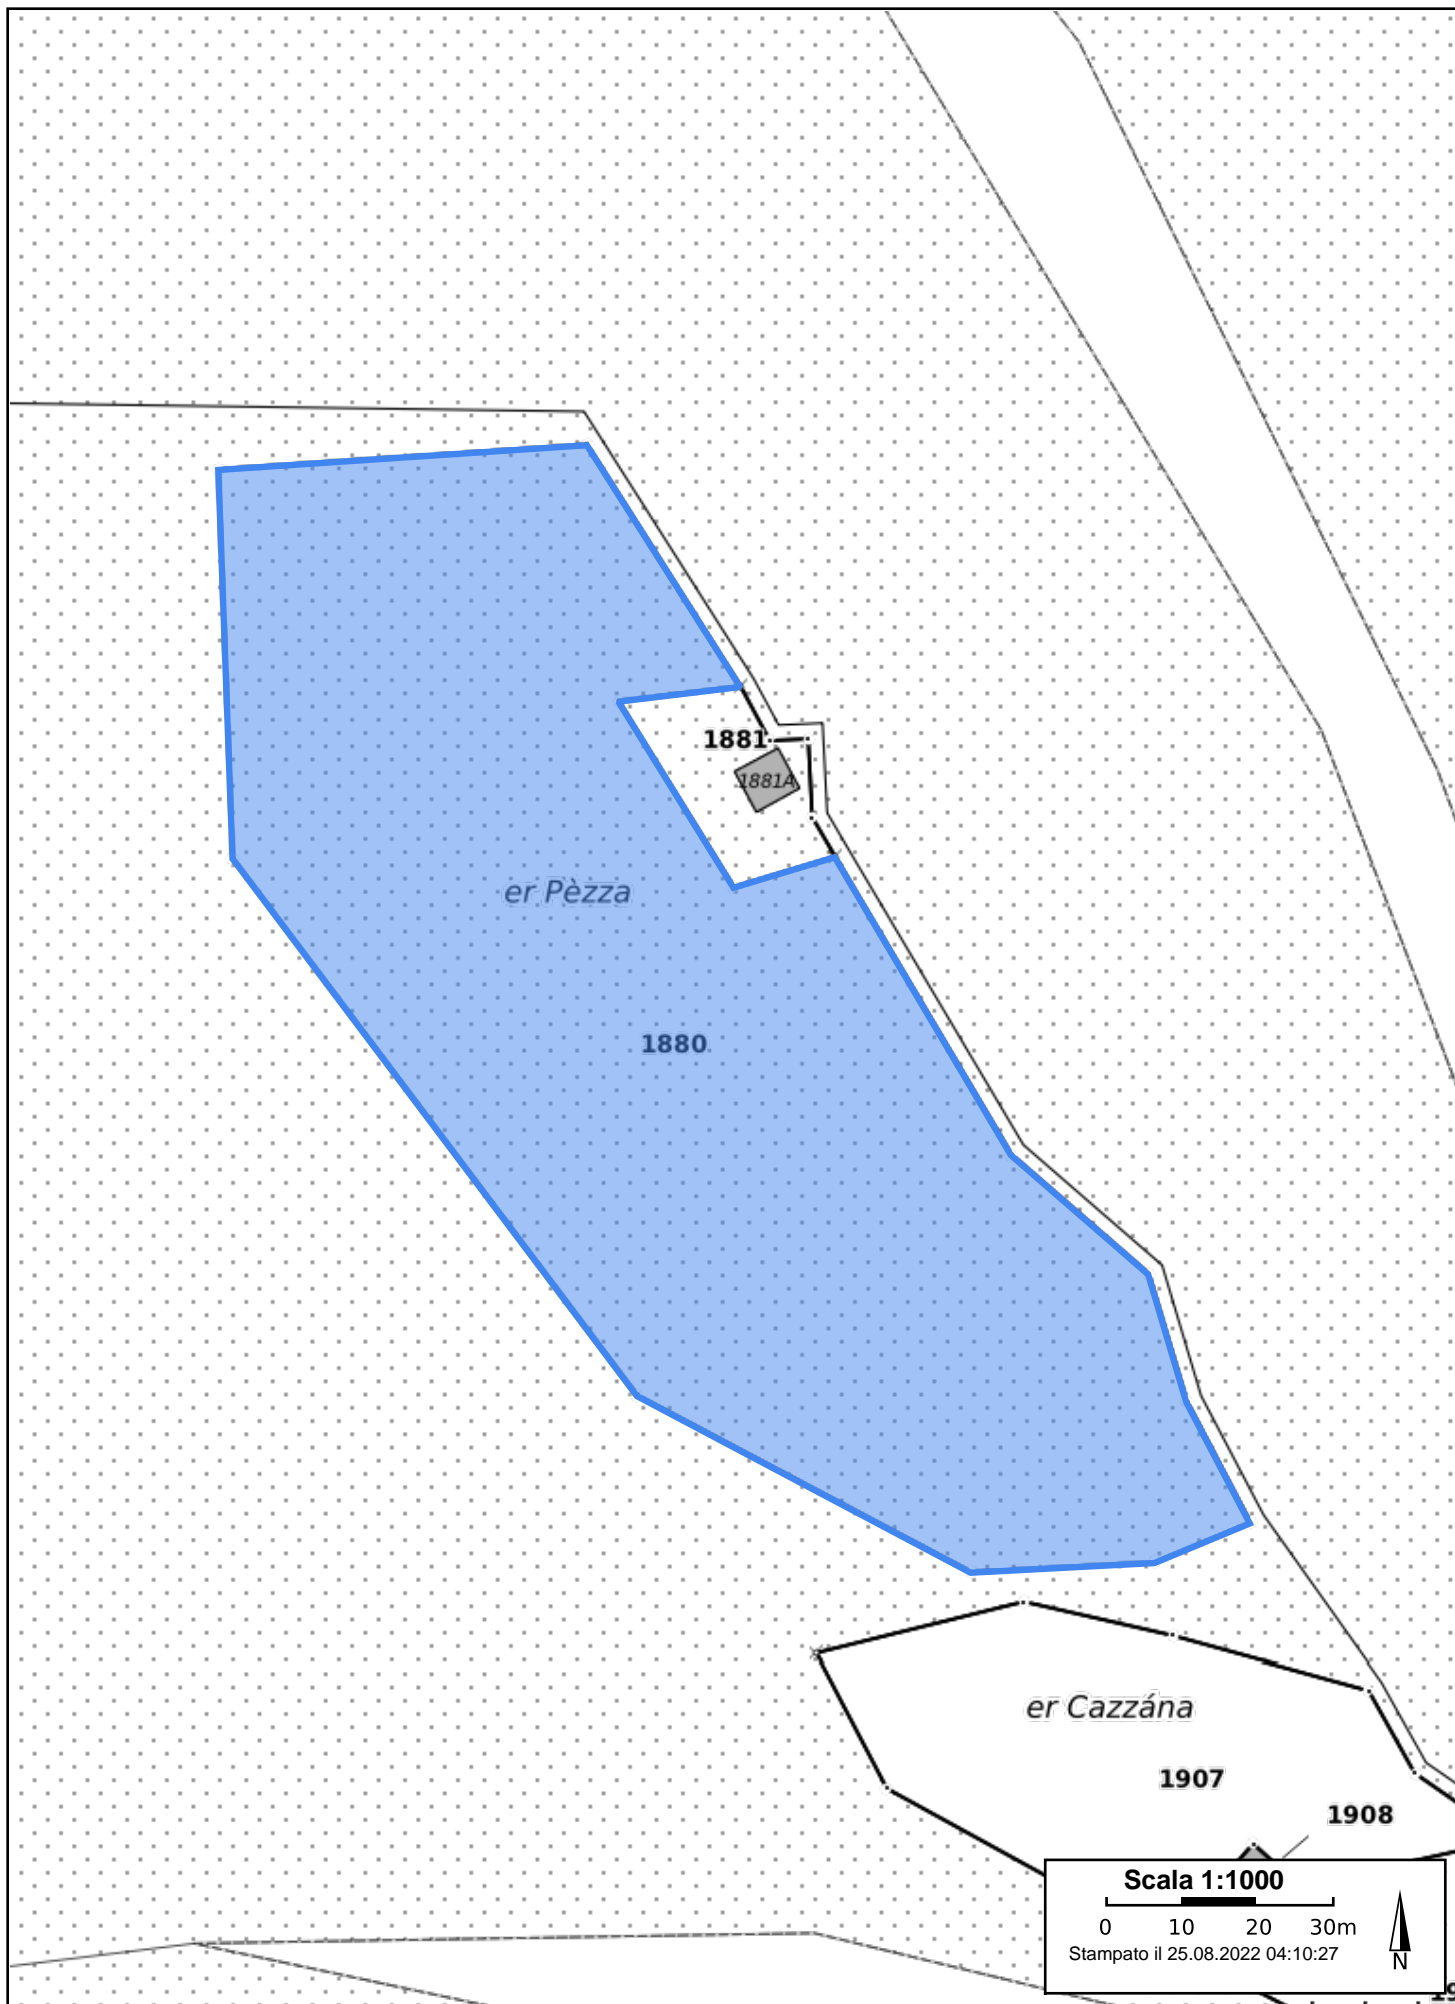 1881
1881A
er Pèzza
1880
er Cazzána
1907
1908
Scala 1:1000
0 10 20 30m
Stampato il 25.08.2022 04:10:27
N